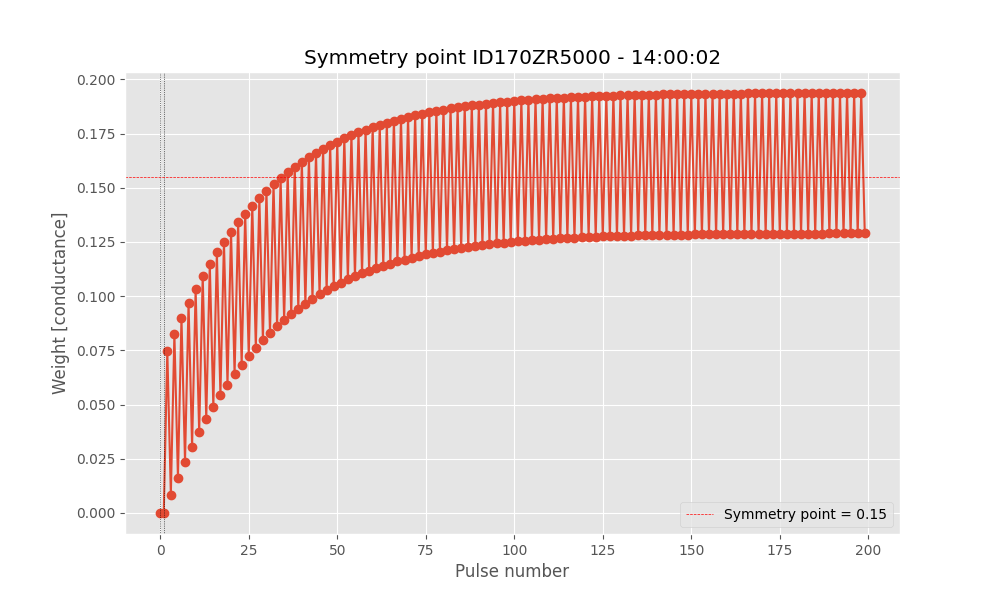 Symmetry point ID170ZR5000 - 14:00:02
0.200
0.175
0.150
0.125
0.100
0.075
0.050
0.025
0.000
Weight [conductance]
Symmetry point = 0.15
0 25 50 75 100 125 150 175 200
Pulse number